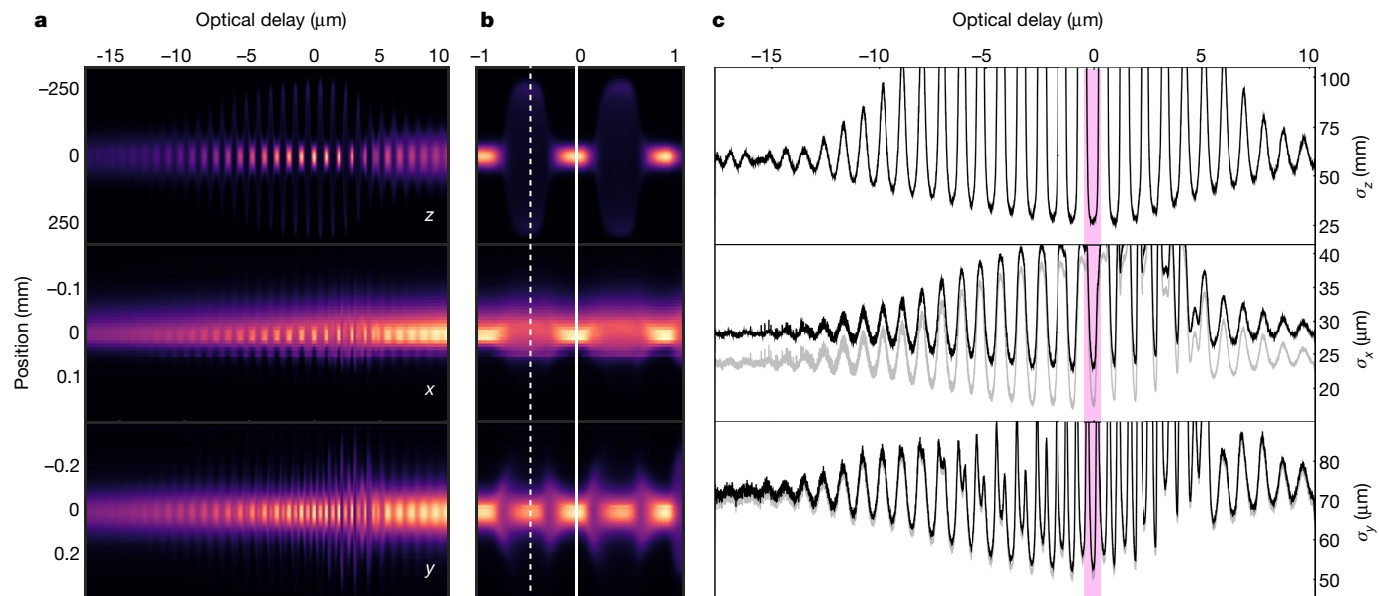 a
Optical delay (μm)
b
c
Optical delay (μm)
-15 −10 −5 0 5 10
−1 0 1
−15 −10 −5 0 5 10
−250
0
250
z
Position (mm)
−0.1
0
0.1
x
−0.2
0
0.2
y
100
75
50
25
σz (mm)
40
35
30
25
20
σx (μm)
80
70
60
50
σy (μm)